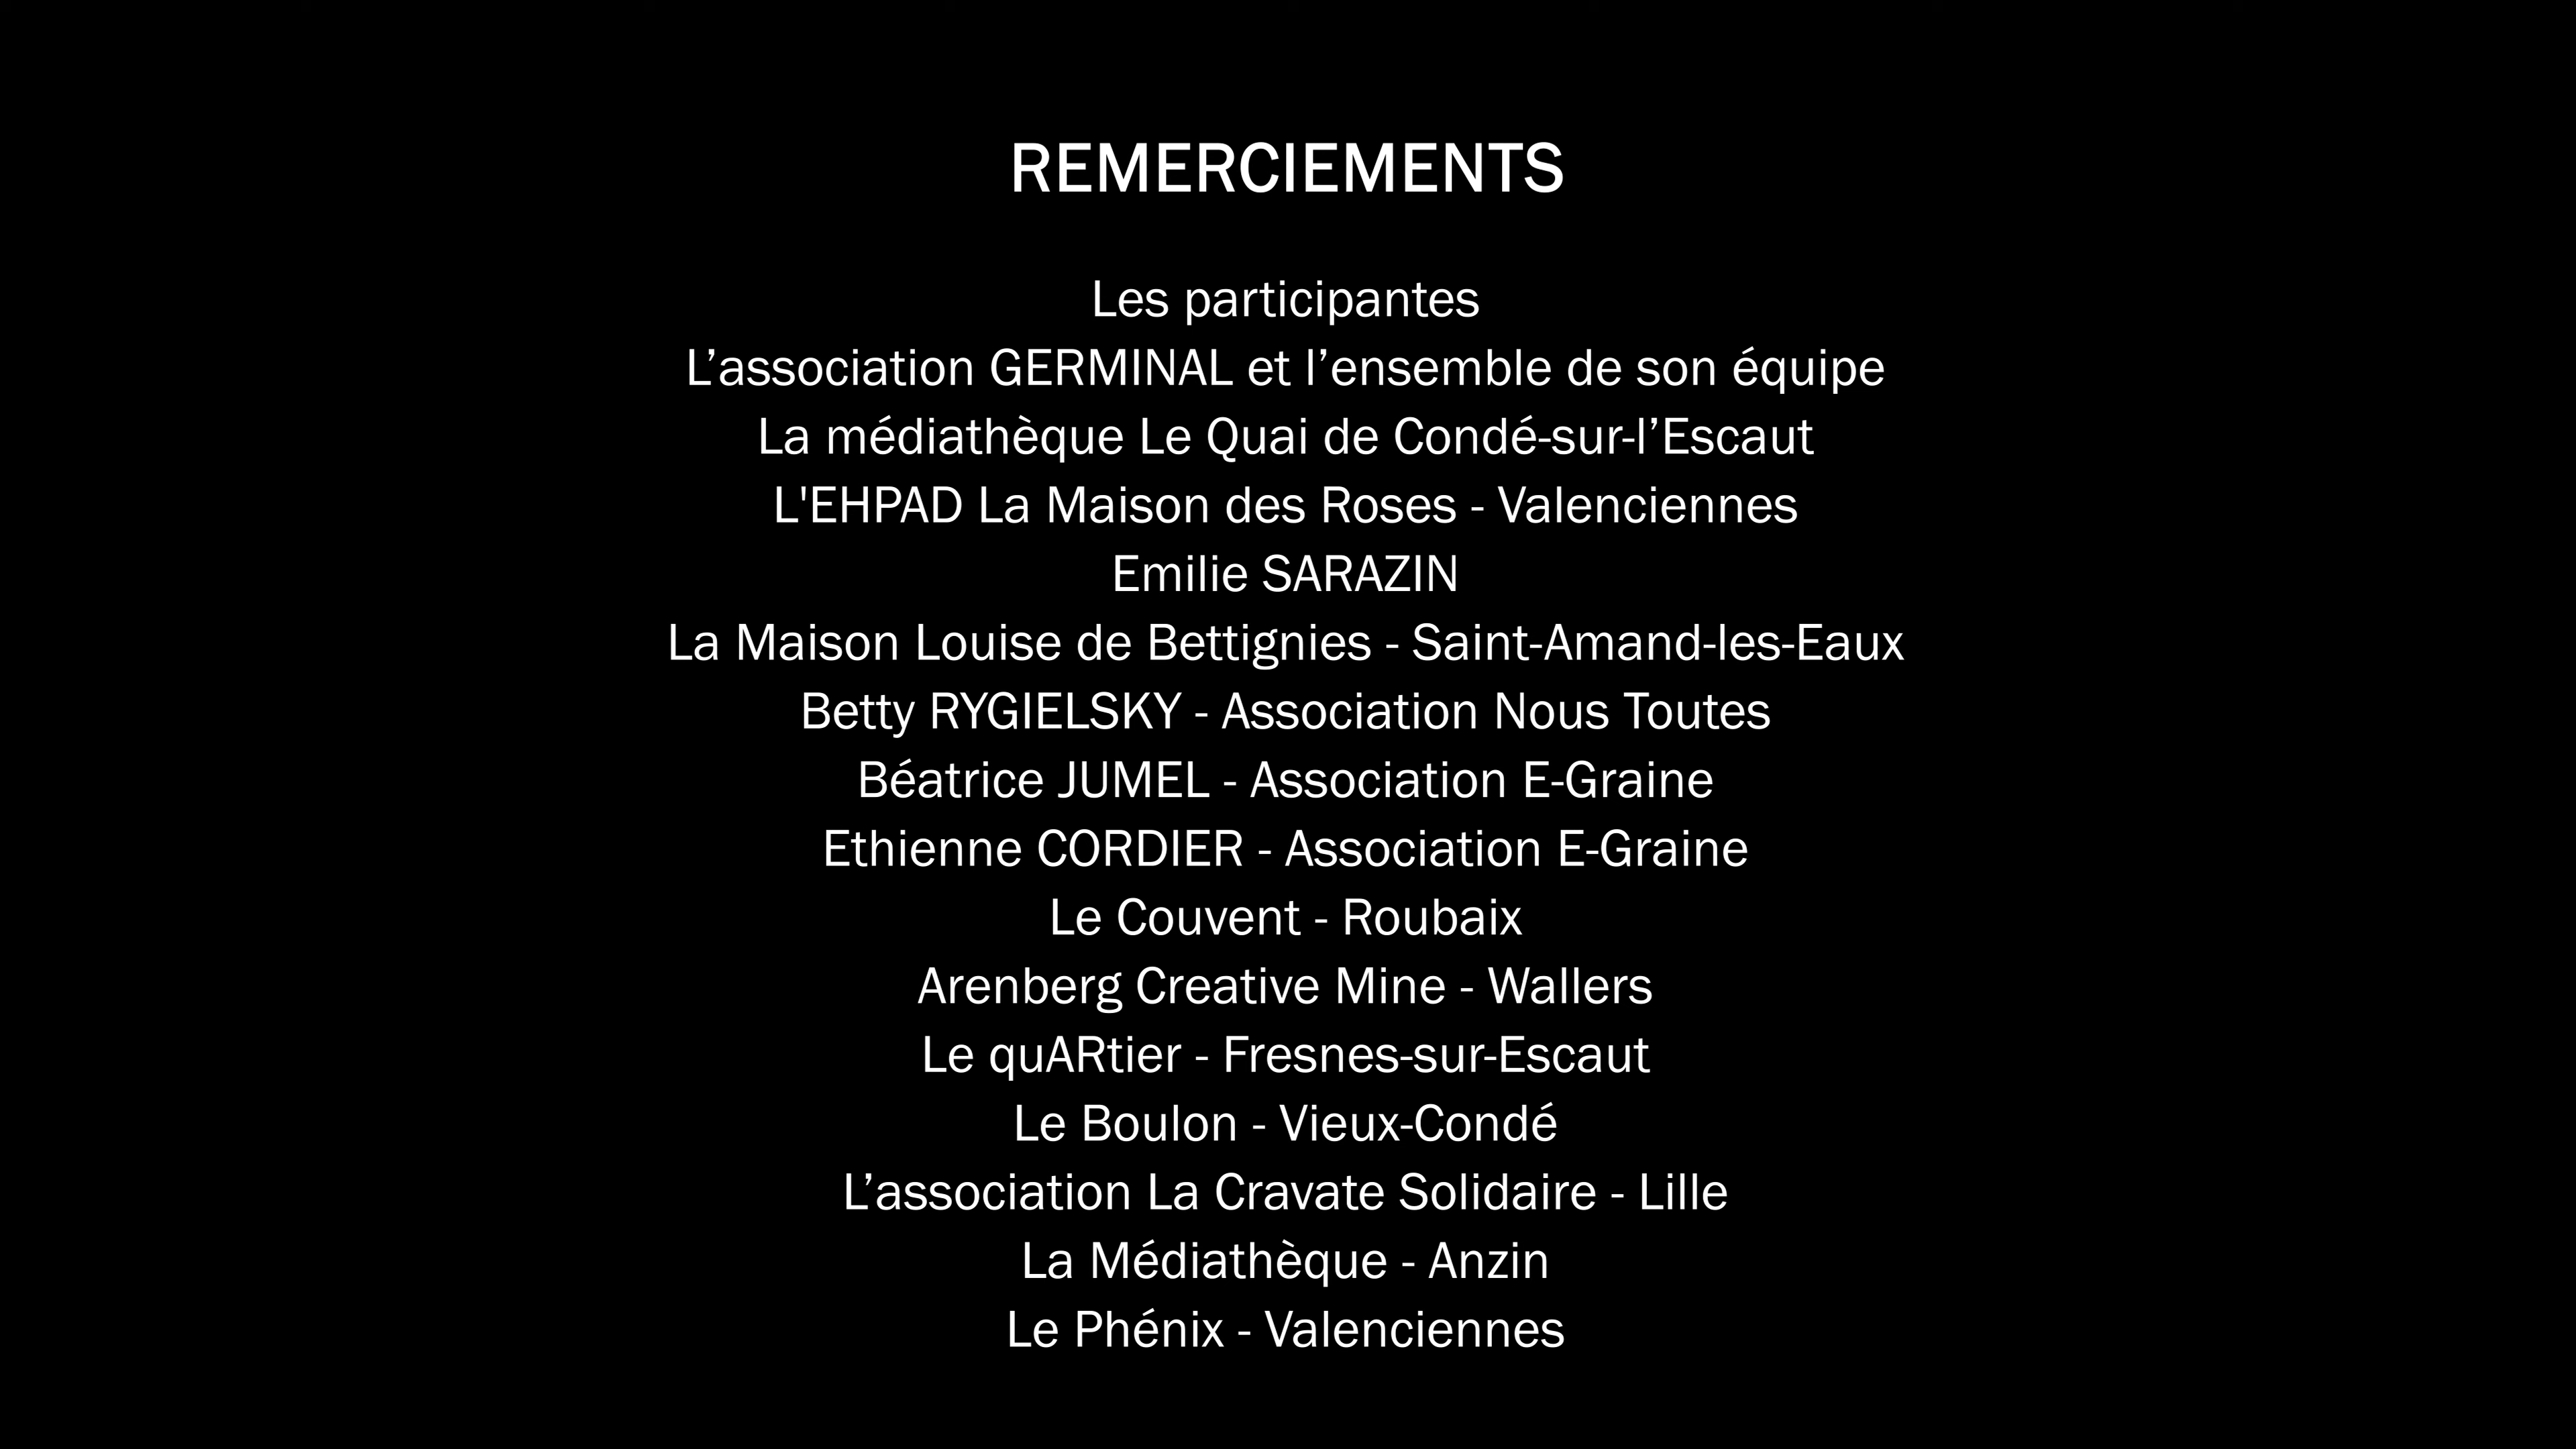 REMERCIEMENTS
Les participantes
L’association GERMINAL et l’ensemble de son équipe
La médiathèque Le Quai de Condé-sur-l’Escaut
L'EHPAD La Maison des Roses - Valenciennes
Emilie SARAZIN
La Maison Louise de Bettignies - Saint-Amand-les-Eaux
Betty RYGIELSKY - Association Nous Toutes
Béatrice JUMEL - Association E-Graine
Ethienne CORDIER - Association E-Graine
Le Couvent - Roubaix
Arenberg Creative Mine - Wallers
Le quARtier - Fresnes-sur-Escaut
Le Boulon - Vieux-Condé
L’association La Cravate Solidaire - Lille
La Médiathèque - Anzin
Le Phénix - Valenciennes